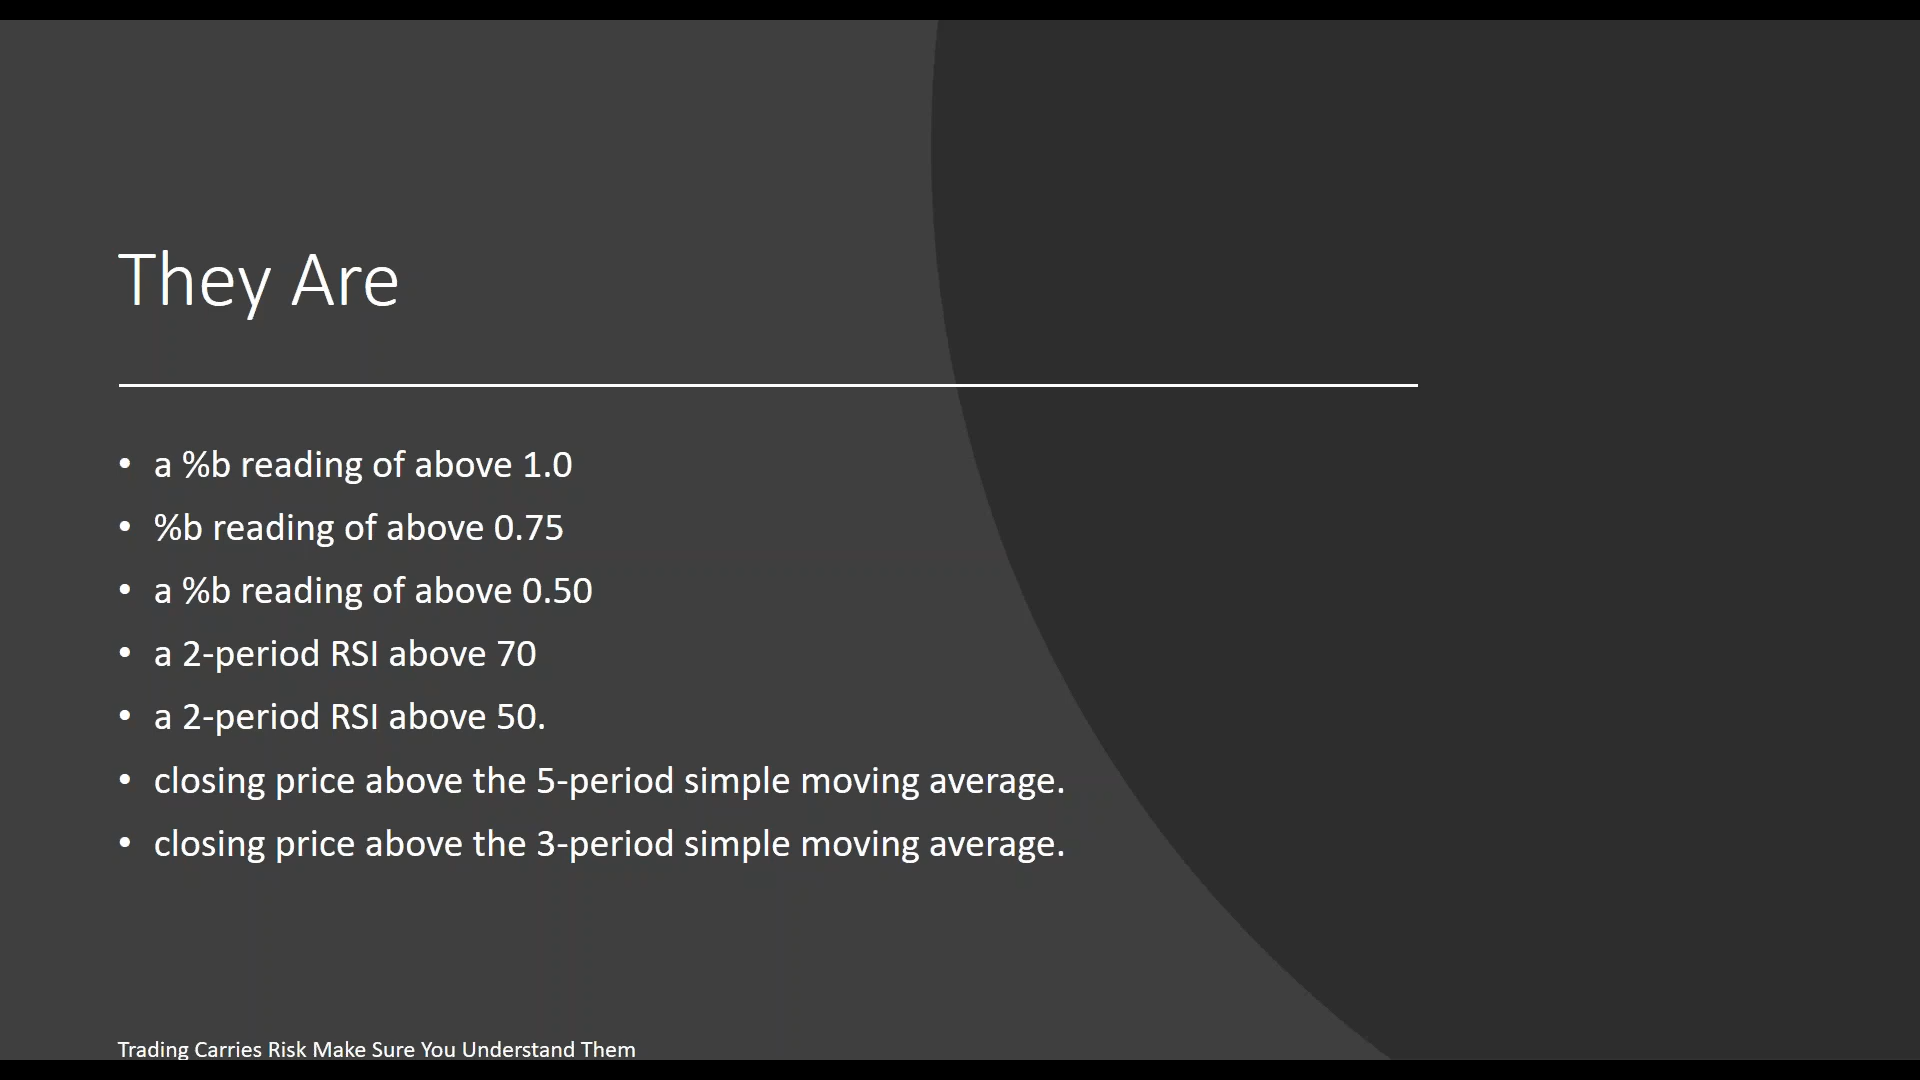 They Are
• a %b reading of above 1.0
• %b reading of above 0.75
• a %b reading of above 0.50
• a 2-period RSI above 70
• a 2-period RSI above 50.
• closing price above the 5-period simple moving average.
• closing price above the 3-period simple moving average.
Trading Carries Risk Make Sure You Understand Them